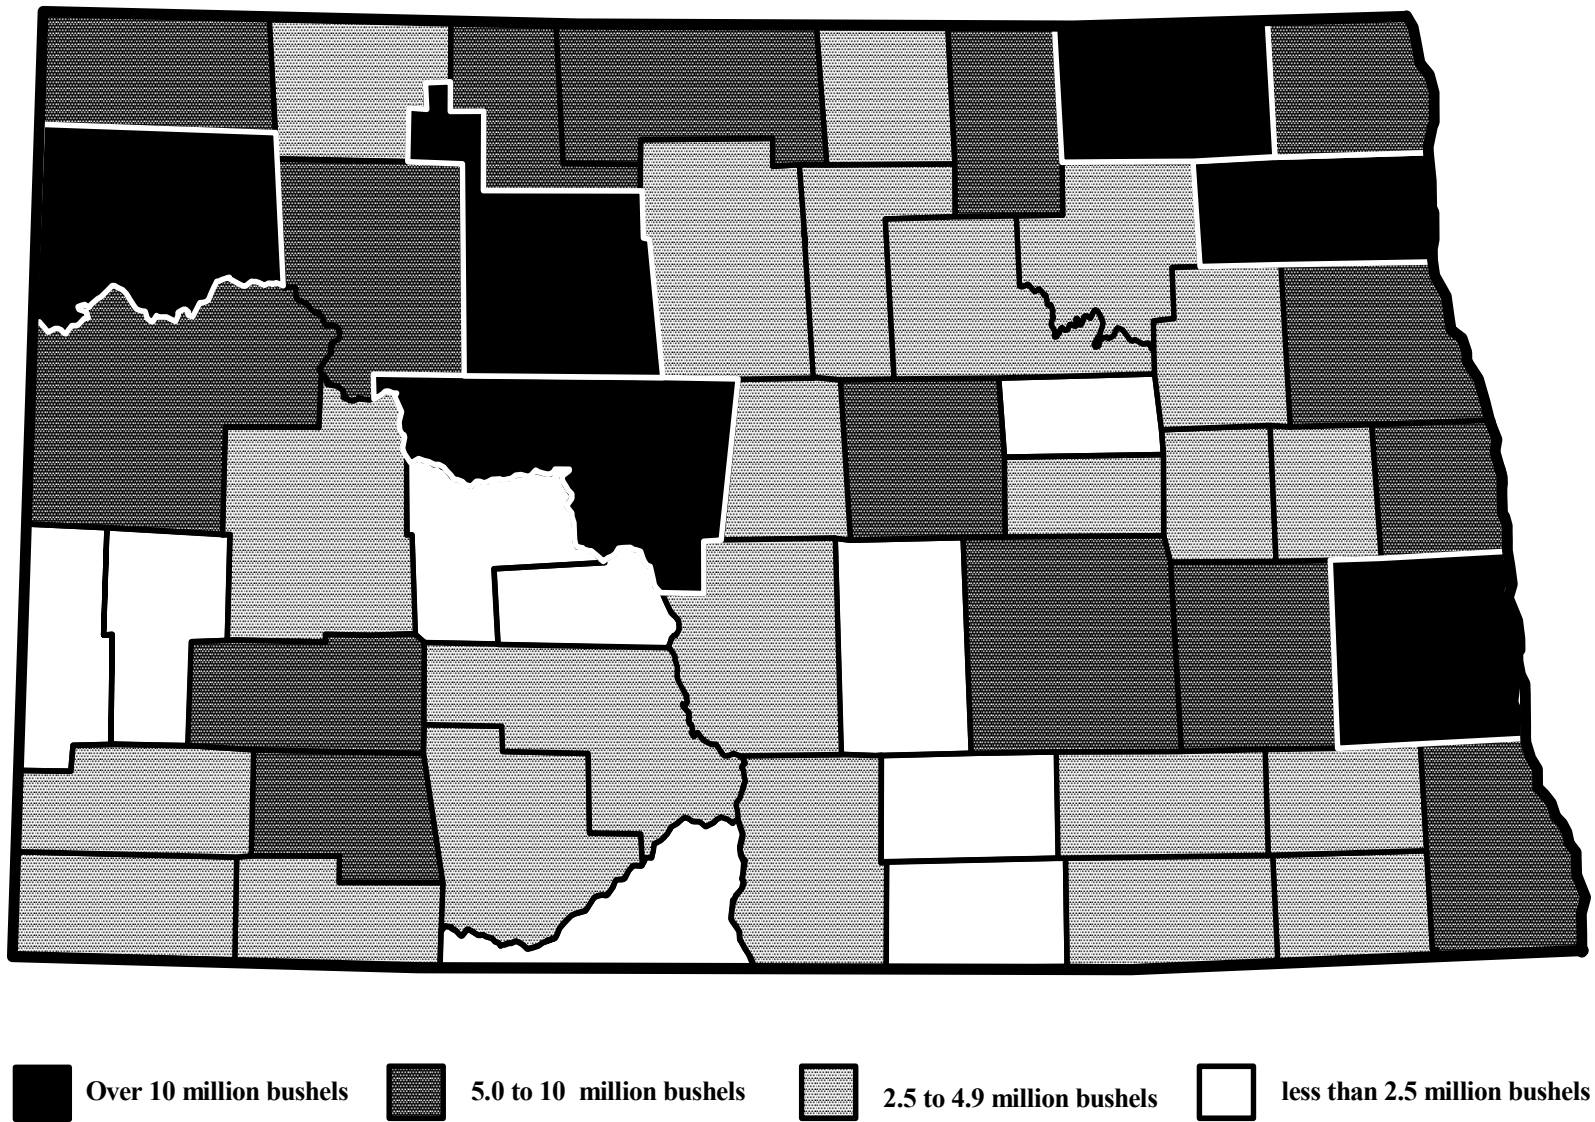 Over 10 million bushels
5.0 to 10 million bushels
2.5 to 4.9 million bushels
less than 2.5 million bushels